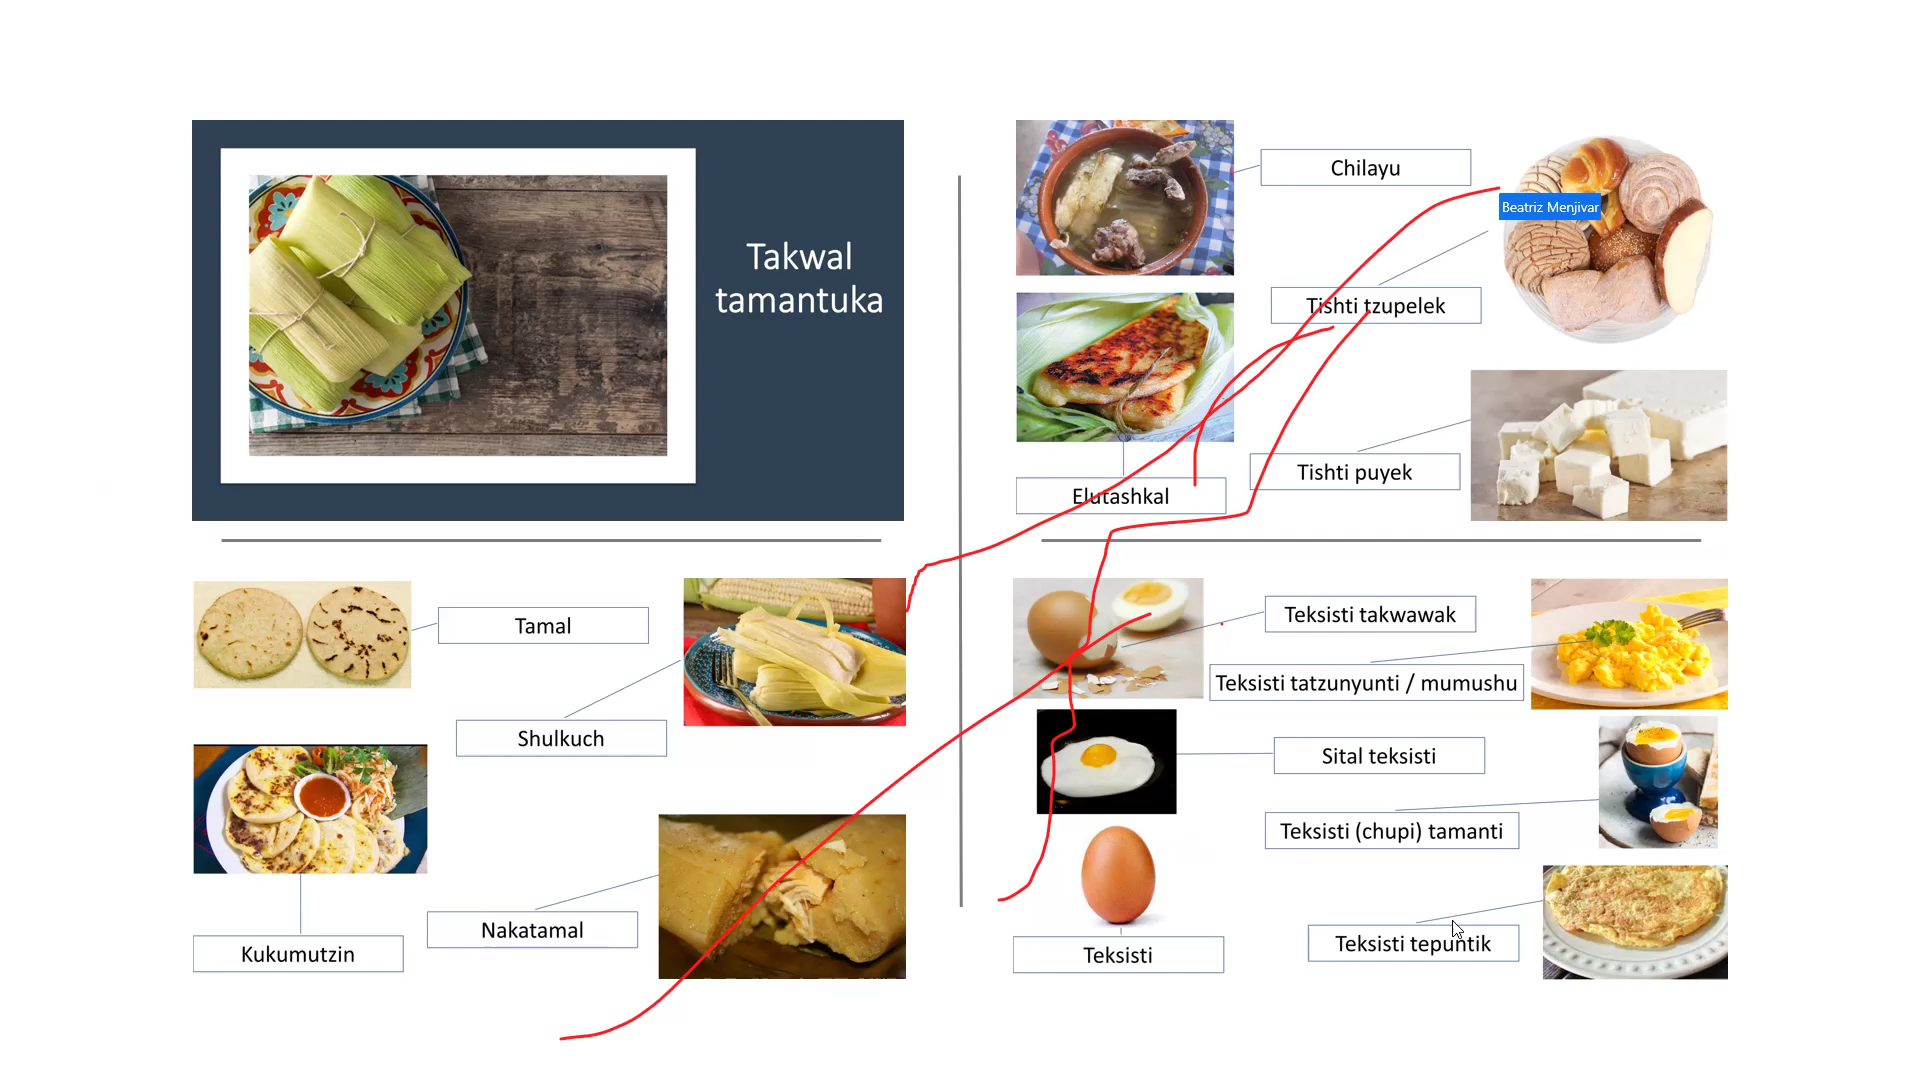 Takwal
tamantuka
Tamal
Shulkuch
Kukumutzin
Nakatamal
Chilayu
Beatriz Menjivar
Tishti tzupelek
Elutashkal
Tishti puyek
Teksisti takwawak
Teksisti tatzunyunti / mumushu
Sital teksisti
Teksisti (chupi) tamanti
Teksisti
Teksisti tepuntik